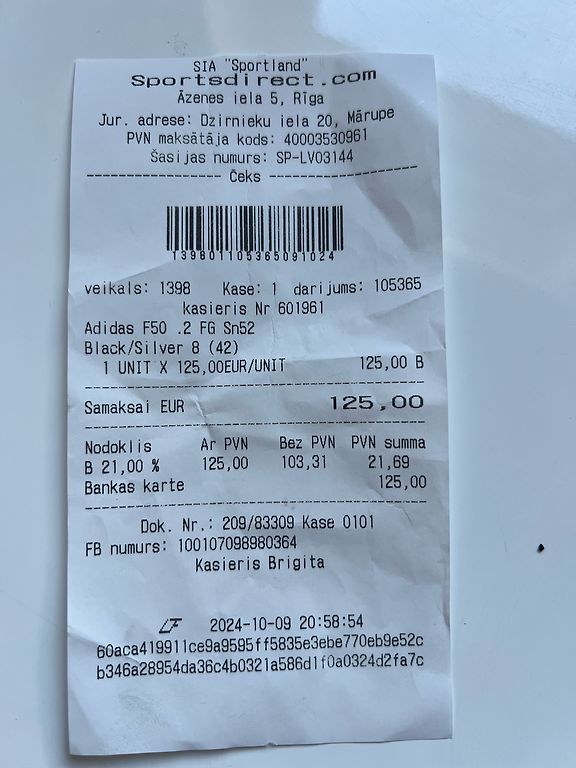 SIA "Sportland"
Sportsdirect.com
Āzenes iela 5, Rīga
Jur. adrese: Dzirnieku iela 20, Mārupe
PVN maksātāja kods: 40003530961
Šasijas numurs: SP-LV03144
------------------ Čeks ------------------
139801105365091024
veikals: 1398 Kase: 1 darijums: 105365
kasieris Nr 601961
Adidas F50 .2 FG Sn52
Black/Silver 8 (42)
1 UNIT X 125,00EUR/UNIT 125,00 B
Samaksai EUR 125,00
Nodoklis Ar PVN Bez PVN PVN summa
B 21,00 % 125,00 103,31 21,69
Bankas karte 125,00
Dok. Nr.: 209/83309 Kase 0101
FB numurs: 100107098980364
Kasieris Brigita
2024-10-09 20:58:54
60aca419911ce9a9595ff5835e3ebe770eb9e52c
b346a28954da36c4b0321a586d1f0a0324d2fa7c